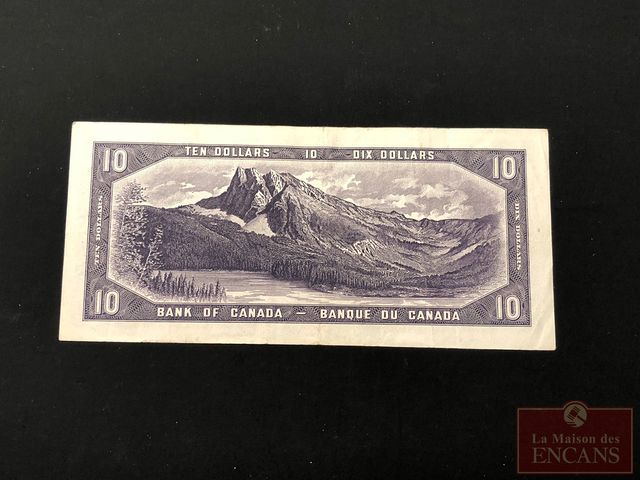 TEN DOLLARS - 10 - DIX DOLLARS
10 10
TEN DOLLARS
DIX DOLLARS
10 10
BANK OF CANADA - BANQUE DU CANADA
La Maison des
ENCANS